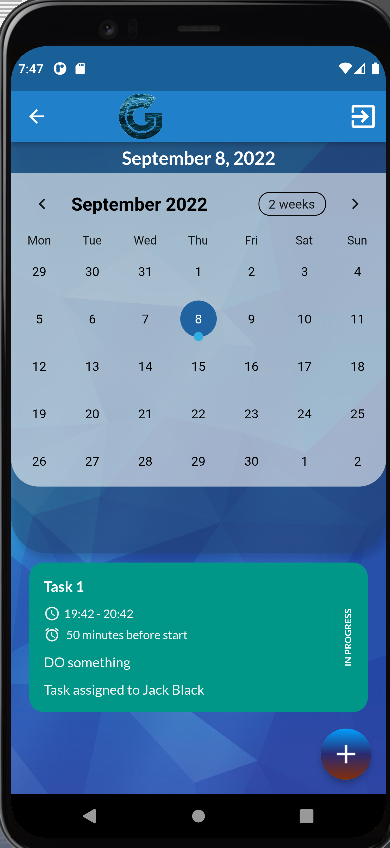 7:47
September 8, 2022
September 2022
2 weeks
Mon Tue Wed Thu Fri Sat Sun
29 30 31 1 2 3 4
5 6 7 8 9 10 11
12 13 14 15 16 17 18
19 20 21 22 23 24 25
26 27 28 29 30 1 2
Task 1
19:42 - 20:42
50 minutes before start
DO something
Task assigned to Jack Black
IN PROGRESS